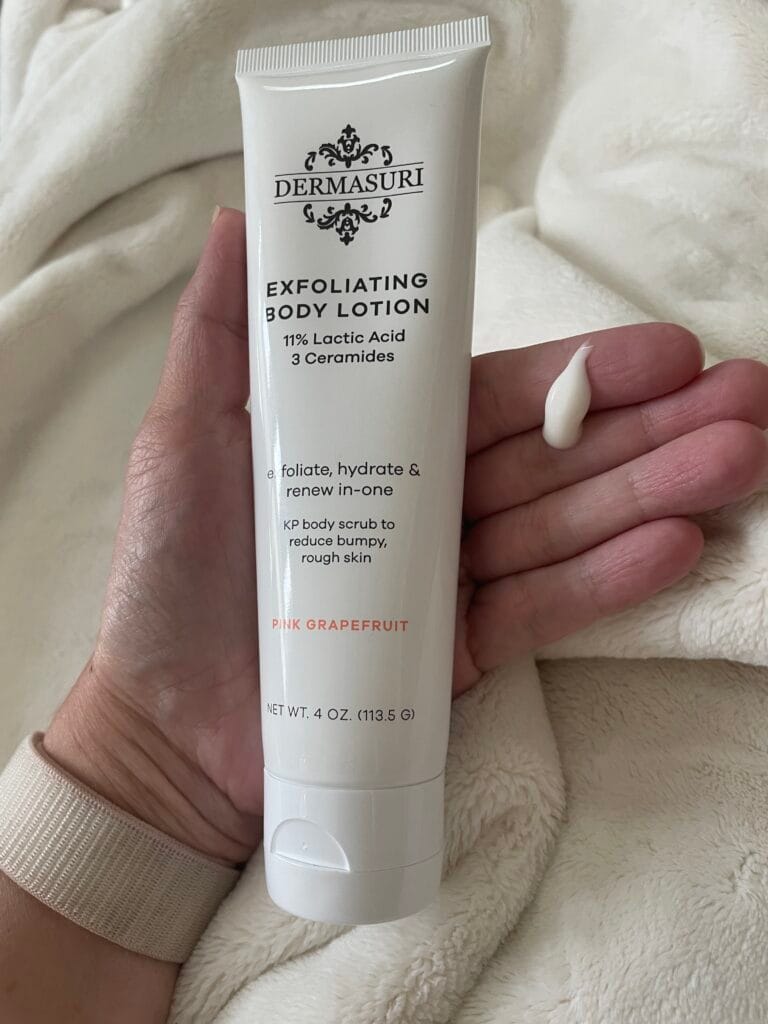 DERMASURI
EXFOLIATING
BODY LOTION
11% Lactic Acid
3 Ceramides
exfoliate, hydrate &
renew in-one
KP body scrub to
reduce bumpy,
rough skin
PINK GRAPEFRUIT
NET WT. 4 OZ. (113.5 G)